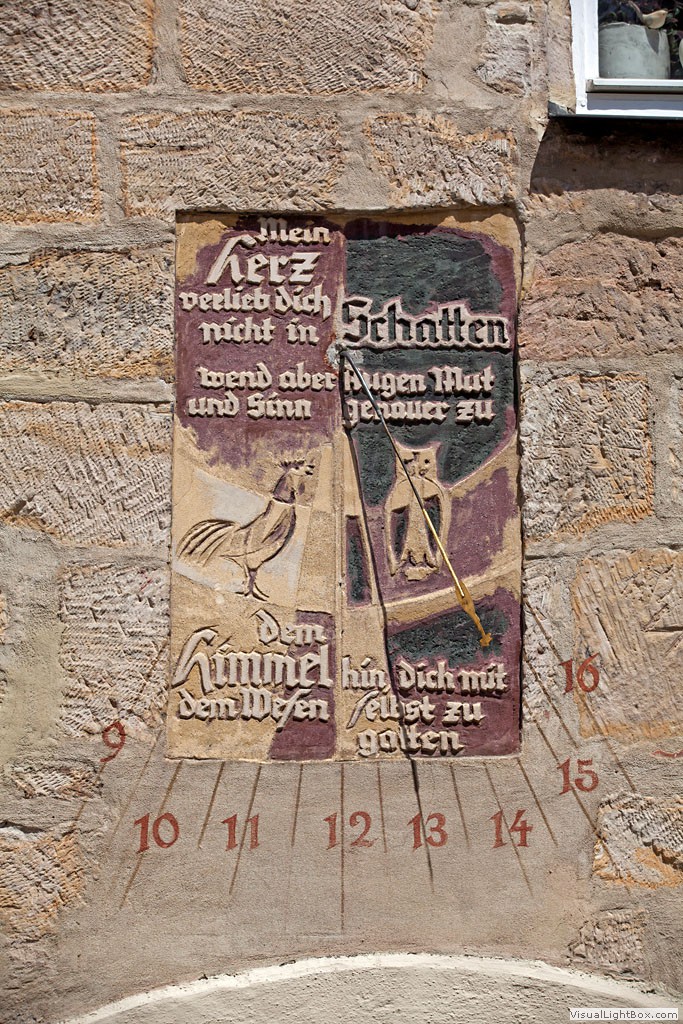 Mein
Herz
verlieb dich
nicht in Schatten
wend aber Augen Mut
und Sinn genauer zu
dem
Himmel hin dich mit
dem Wesen selbst zu
gatten
9 10 11 12 13 14 15 16
VisualLightBox.com